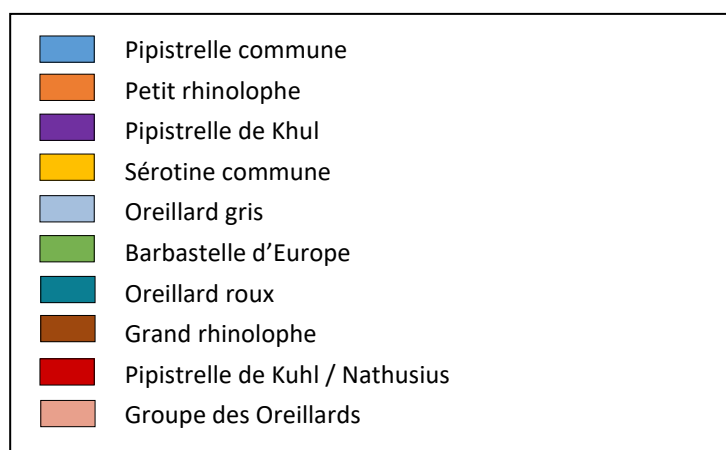 Pipistrelle commune
Petit rhinolophe
Pipistrelle de Khul
Sérotine commune
Oreillard gris
Barbastelle d’Europe
Oreillard roux
Grand rhinolophe
Pipistrelle de Kuhl / Nathusius
Groupe des Oreillards